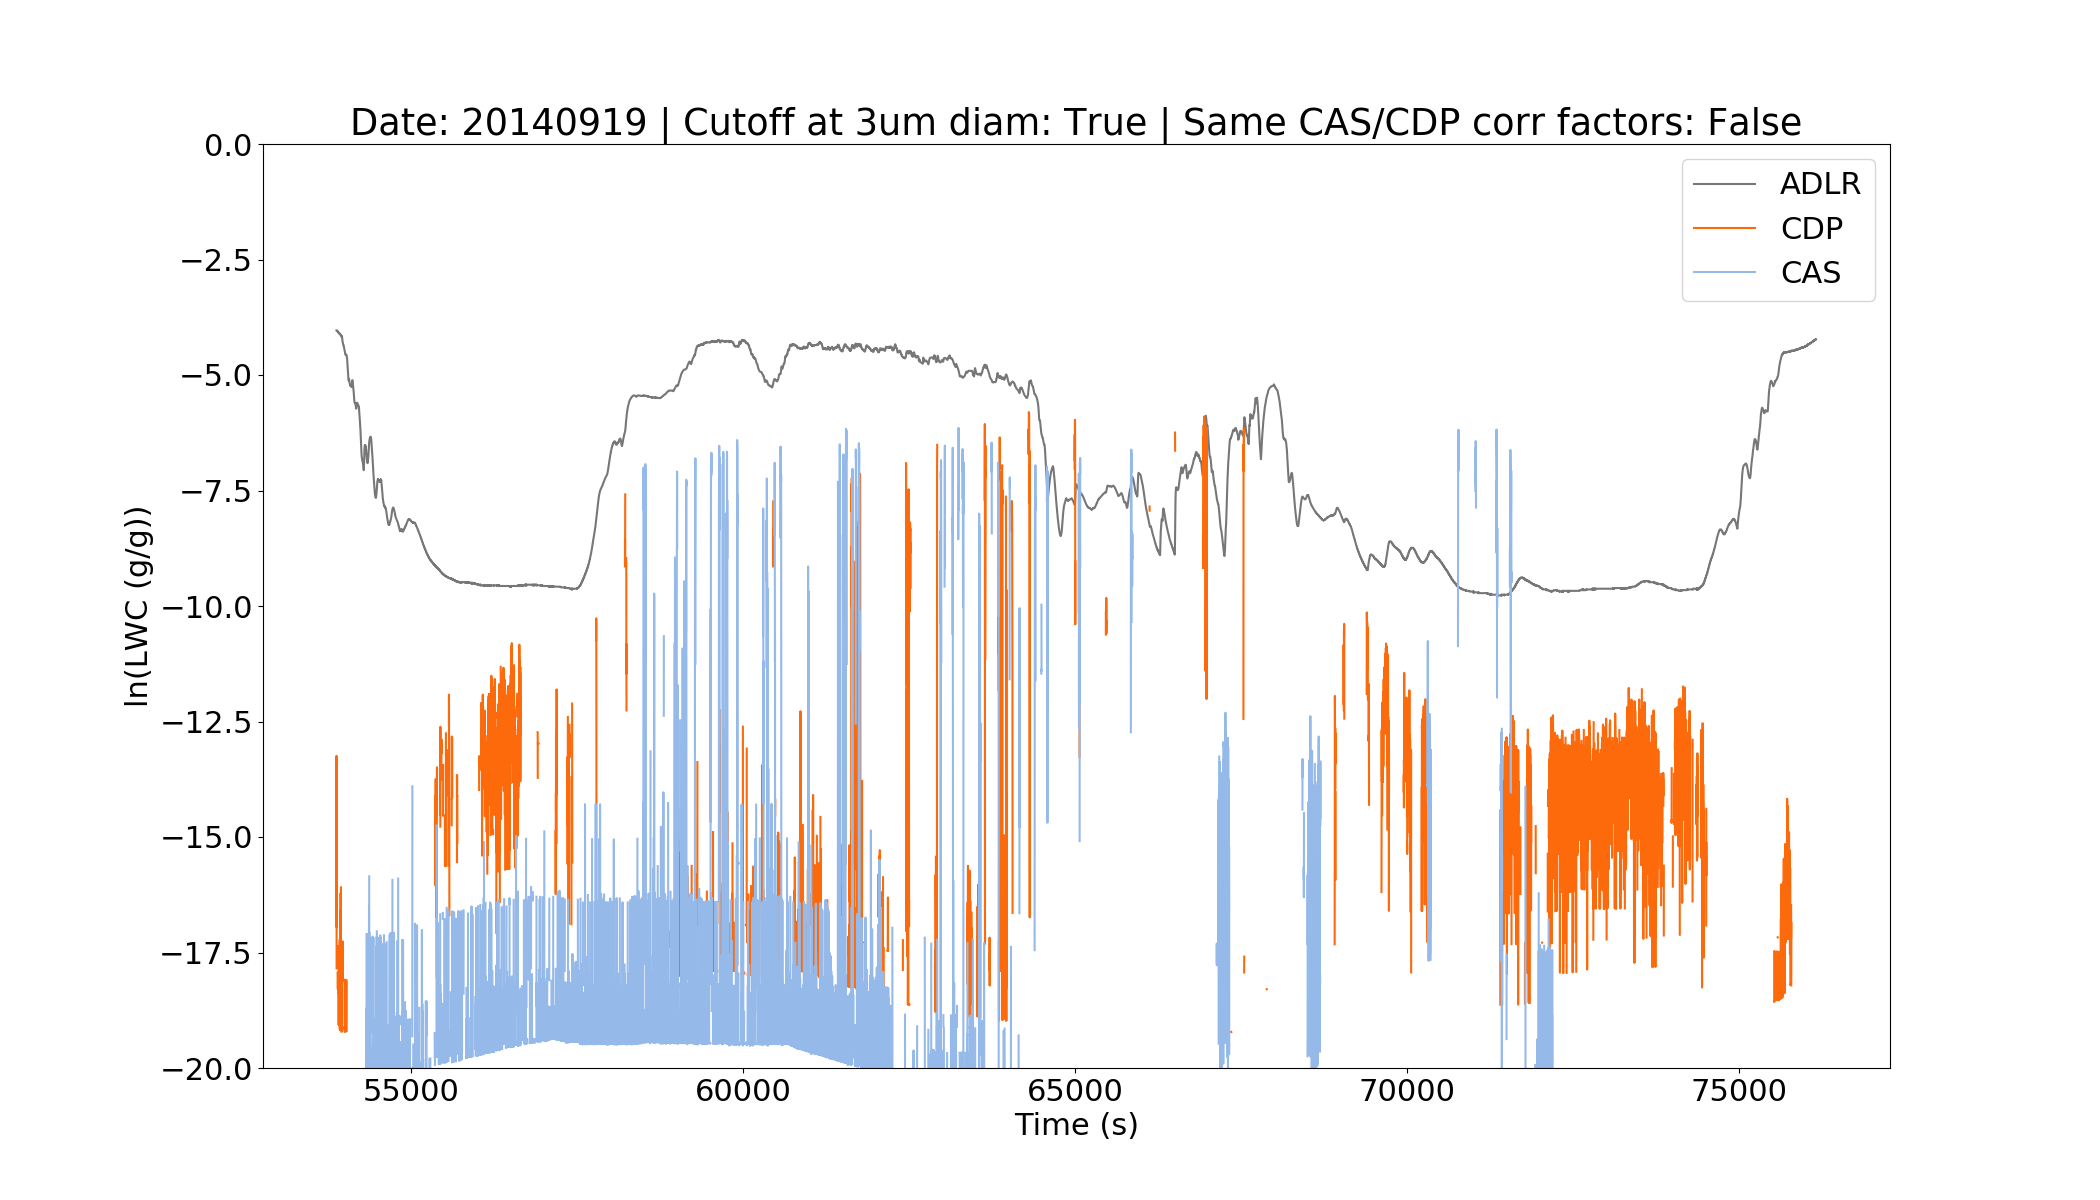 Date: 20140919 | Cutoff at 3um diam: True | Same CAS/CDP corr factors: False
ADLR
CDP
CAS
0.0
−2.5
−5.0
−7.5
−10.0
−12.5
−15.0
−17.5
−20.0
ln(LWC (g/g))
55000
60000
65000
70000
75000
Time (s)